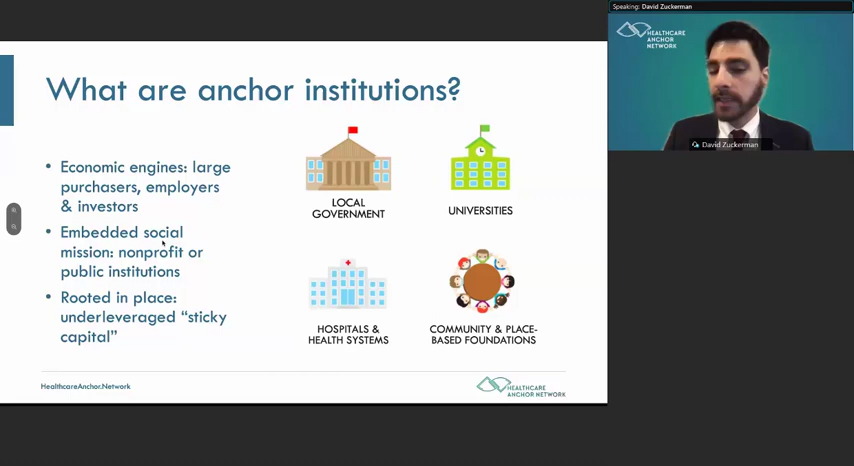 Speaking: David Zuckerman
HEALTHCARE
ANCHOR
NETWORK
David Zuckerman
What are anchor institutions?
• Economic engines: large
purchasers, employers
& investors
• Embedded social
mission: nonprofit or
public institutions
• Rooted in place:
underleveraged “sticky
capital”
LOCAL
GOVERNMENT
UNIVERSITIES
HOSPITALS &
HEALTH SYSTEMS
COMMUNITY & PLACE-
BASED FOUNDATIONS
HealthcareAnchor.Network
HEALTHCARE
ANCHOR NETWORK